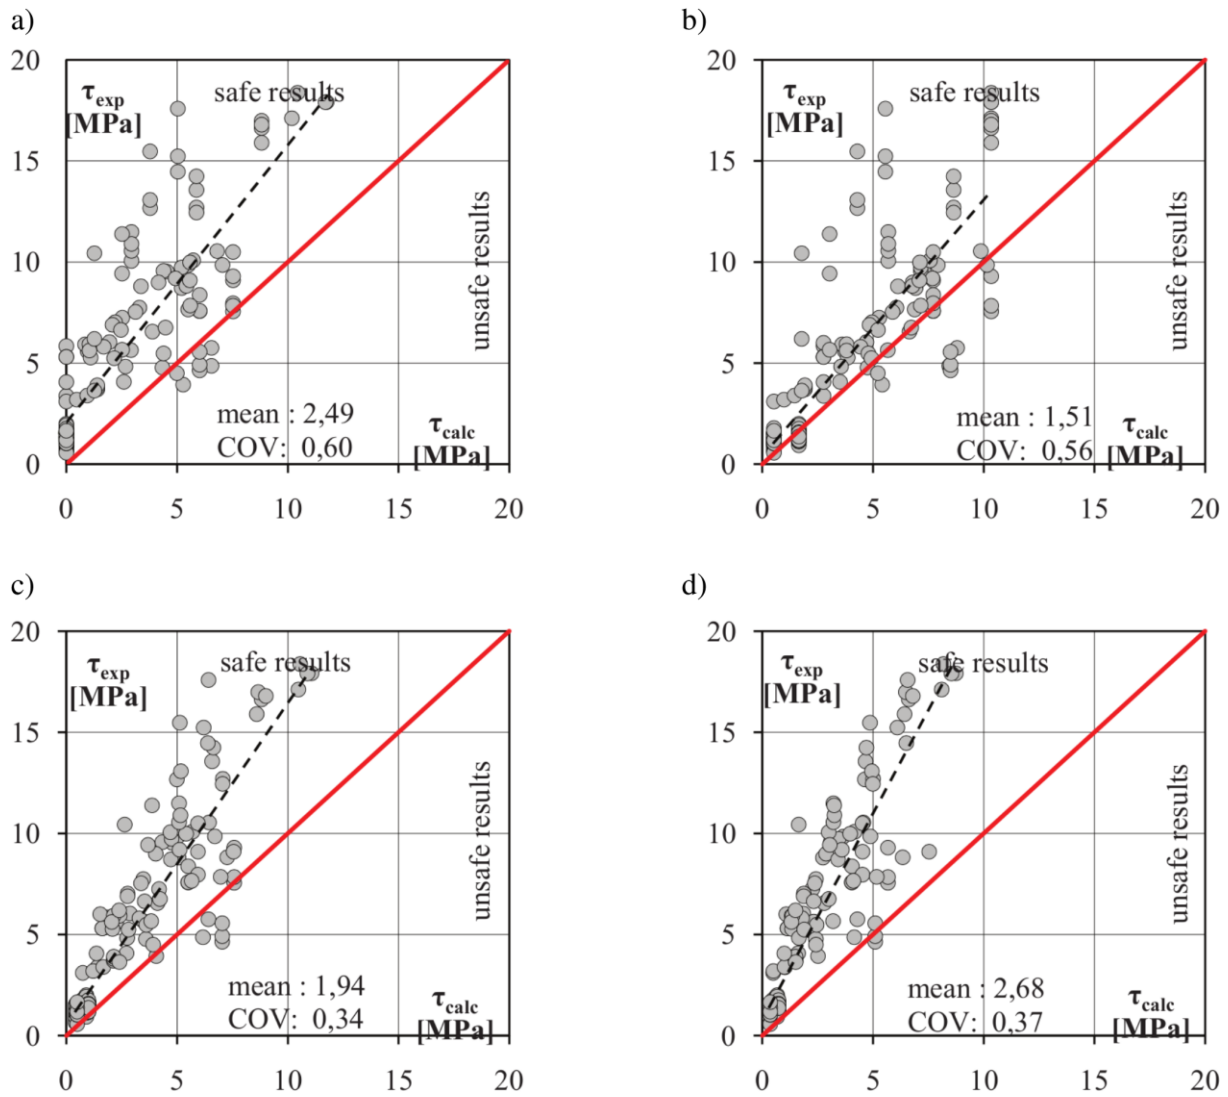 a)
20
τexp
[MPa]
safe results
15
10
unsafe results
5
mean : 2,49
COV: 0,60
τcalc
[MPa]
0
0 5 10 15 20
b)
20
τexp
[MPa]
safe results
15
10
unsafe results
5
mean : 1,51
COV: 0,56
τcalc
[MPa]
0
0 5 10 15 20
c)
20
τexp
[MPa]
safe results
15
10
unsafe results
5
mean : 1,94
COV: 0,34
τcalc
[MPa]
0
0 5 10 15 20
d)
20
τexp
[MPa]
safe results
15
10
unsafe results
5
mean : 2,68
COV: 0,37
τcalc
[MPa]
0
0 5 10 15 20